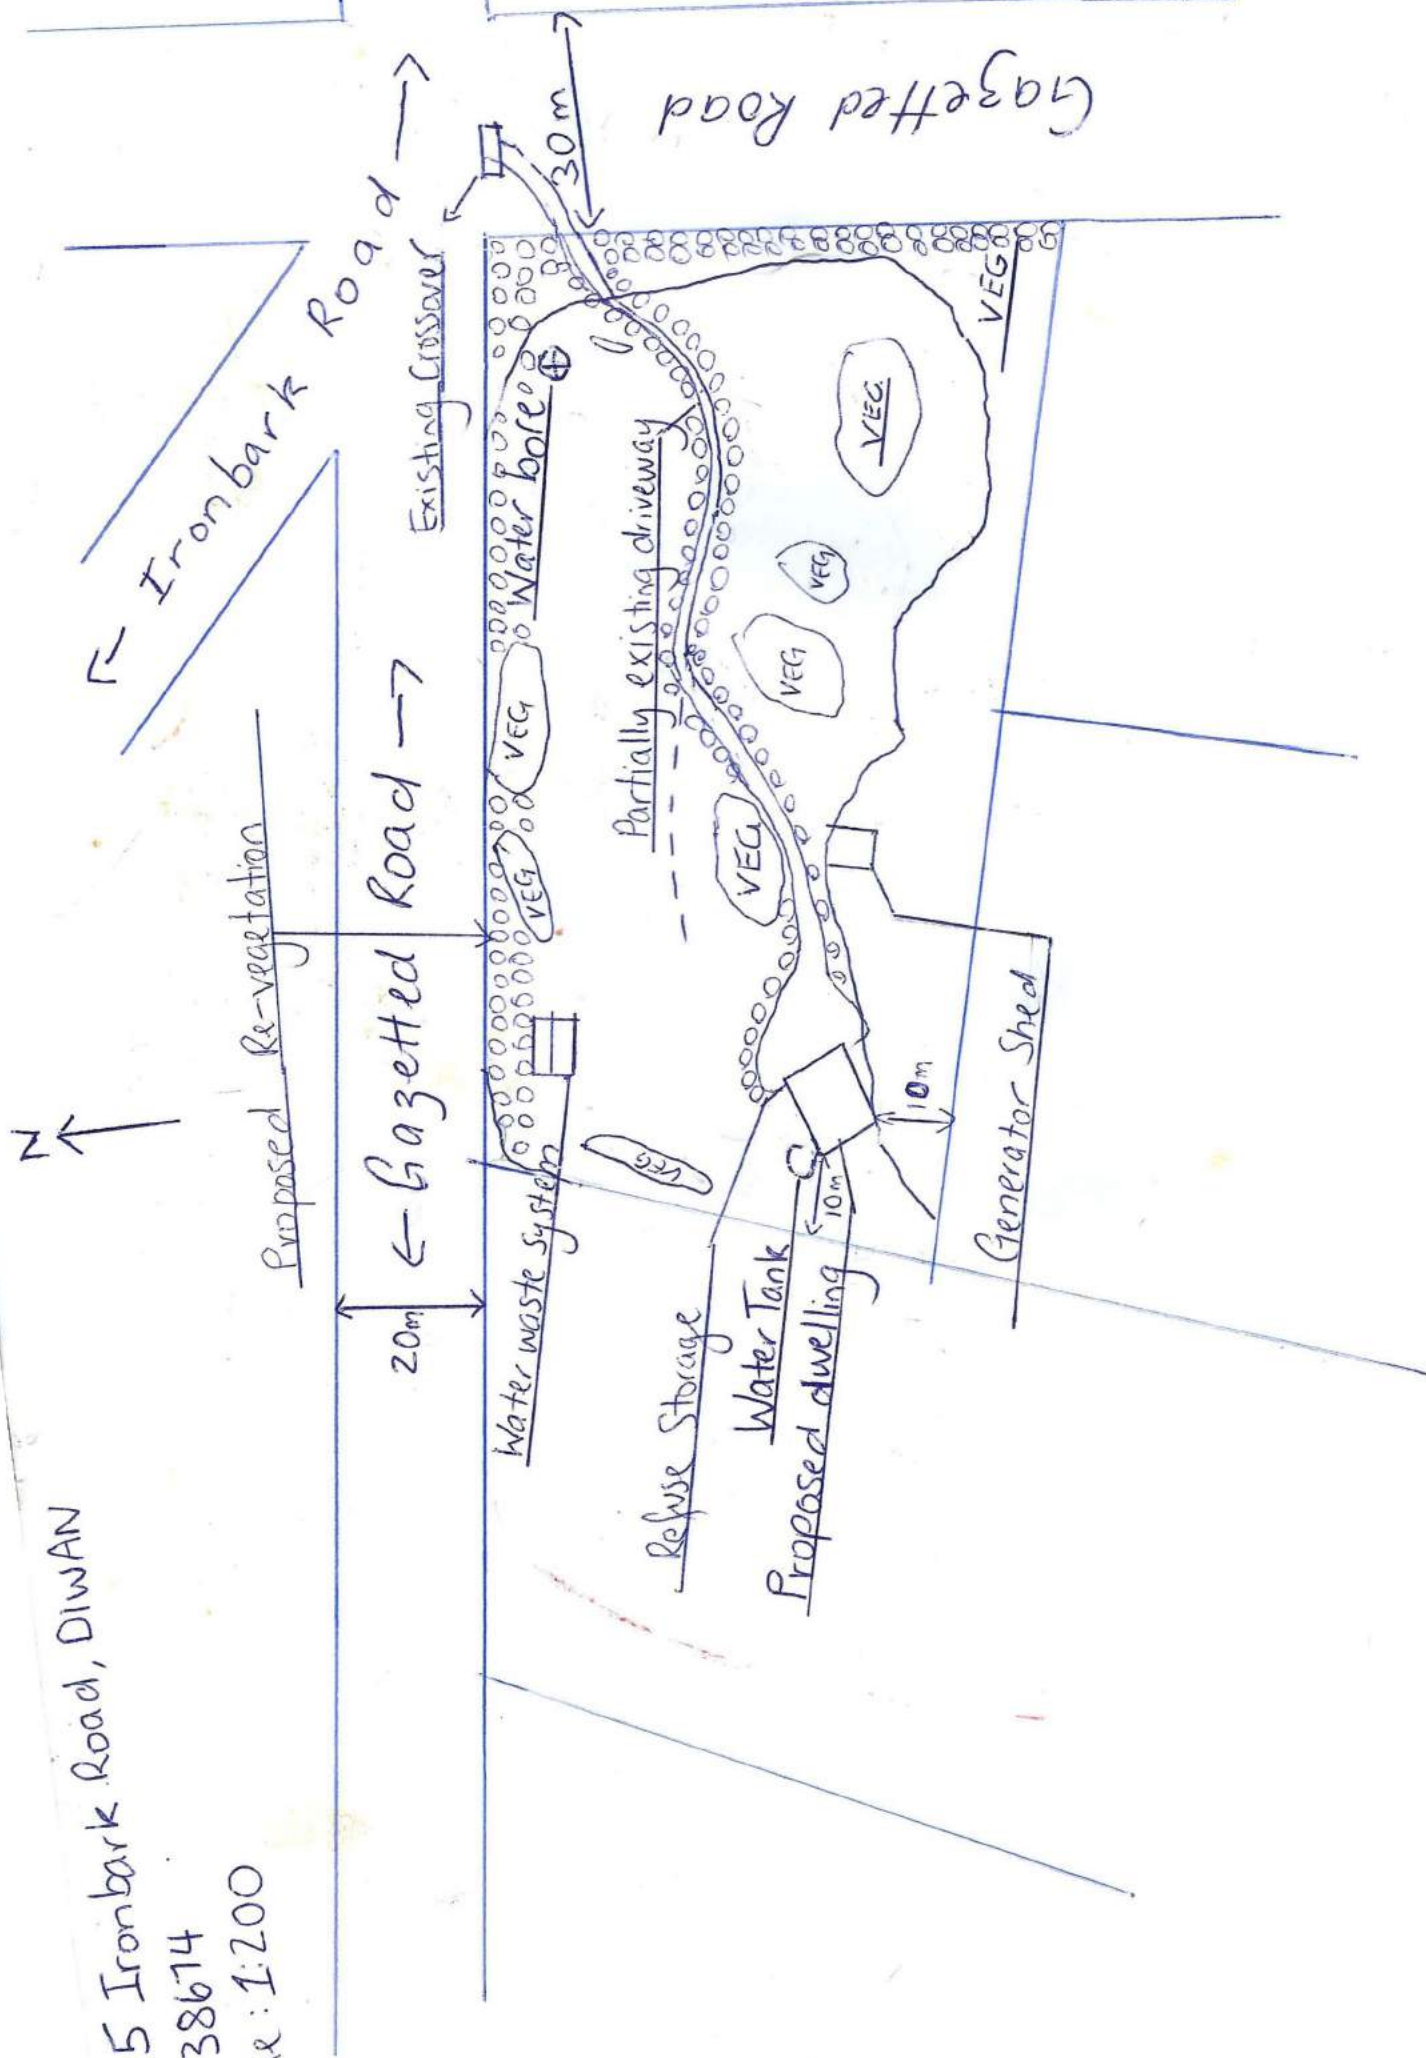 5 Ironbark Road, DIWAN
38674
e: 1:200
N
Proposed Re-vegetation
← Ironbark Road →
← Gazetted Road →
20m
Existing Crossover
30m
Gazetted Road
Water bore
VEG
VEG
Water waste system
VEG
Partially existing driveway
VEG
VEG
VEG
VEG
VEG
Refuse Storage
Water Tank
10m
Proposed dwelling
10m
Generator Shed